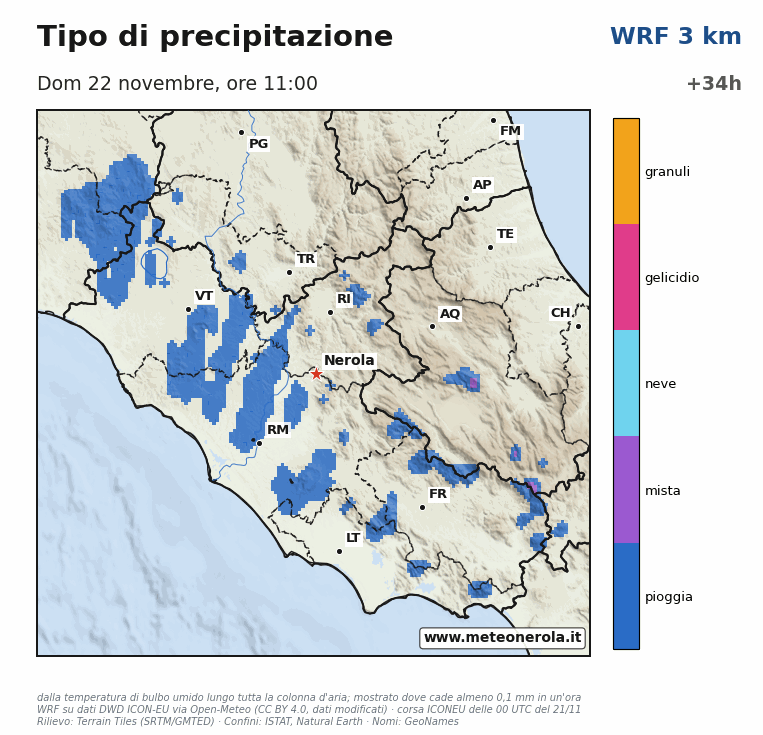 Tipo di precipitazione
WRF 3 km
Dom 22 novembre, ore 11:00
+34h
FM
PG
AP
TE
TR
VT
RI
AQ
CH
Nerola
RM
FR
LT
www.meteonerola.it
granuli
gelicidio
neve
mista
pioggia
dalla temperatura di bulbo umido lungo tutta la colonna d'aria; mostrato dove cade almeno 0,1 mm in un'ora
WRF su dati DWD ICON-EU via Open-Meteo (CC BY 4.0, dati modificati) · corsa ICONEU delle 00 UTC del 21/11
Rilievo: Terrain Tiles (SRTM/GMTED) · Confini: ISTAT, Natural Earth · Nomi: GeoNames